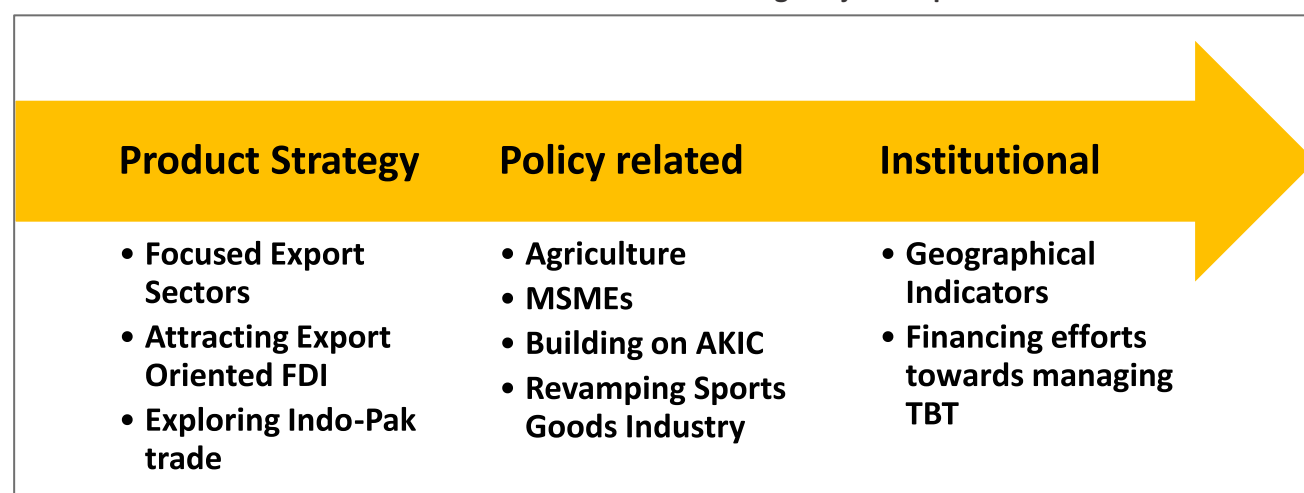 Product Strategy
• Focused Export
Sectors
• Attracting Export
Oriented FDI
• Exploring Indo-Pak
trade
Policy related
• Agriculture
• MSMEs
• Building on AKIC
• Revamping Sports
Goods Industry
Institutional
• Geographical
Indicators
• Financing efforts
towards managing
TBT